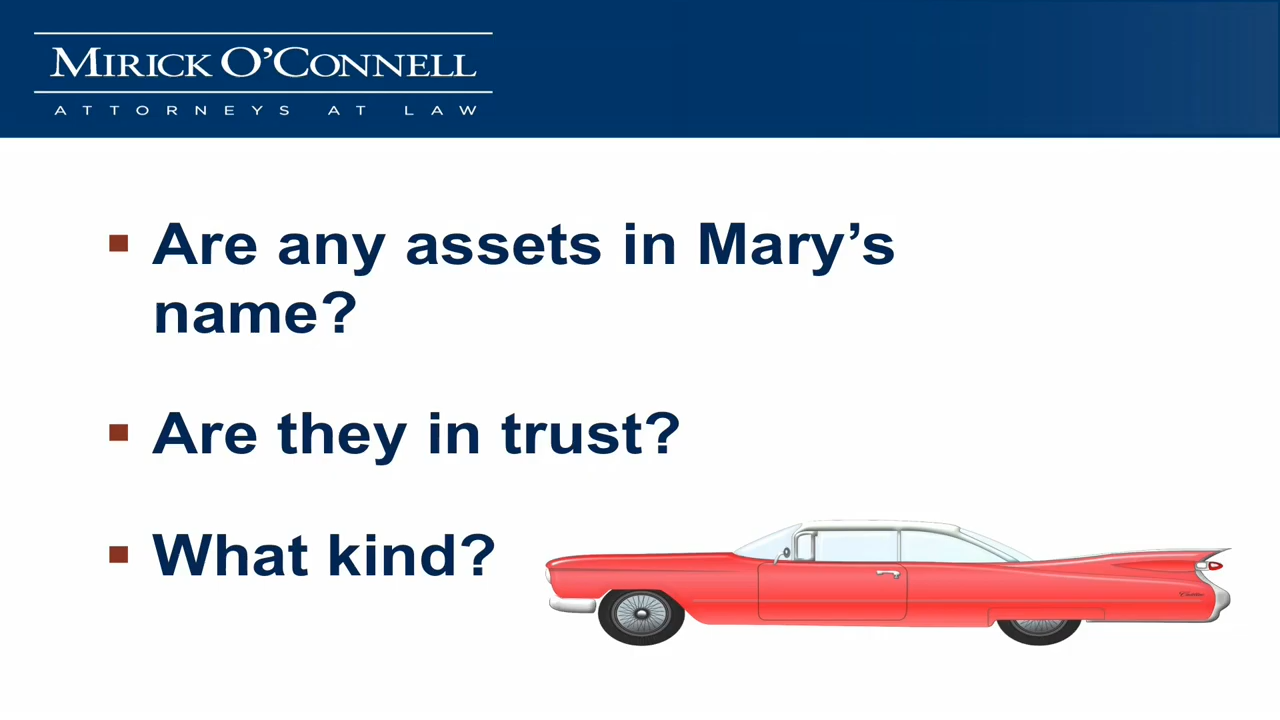 MIRICK O'CONNELL
ATTORNEYS AT LAW
Are any assets in Mary’s
name?
Are they in trust?
What kind?